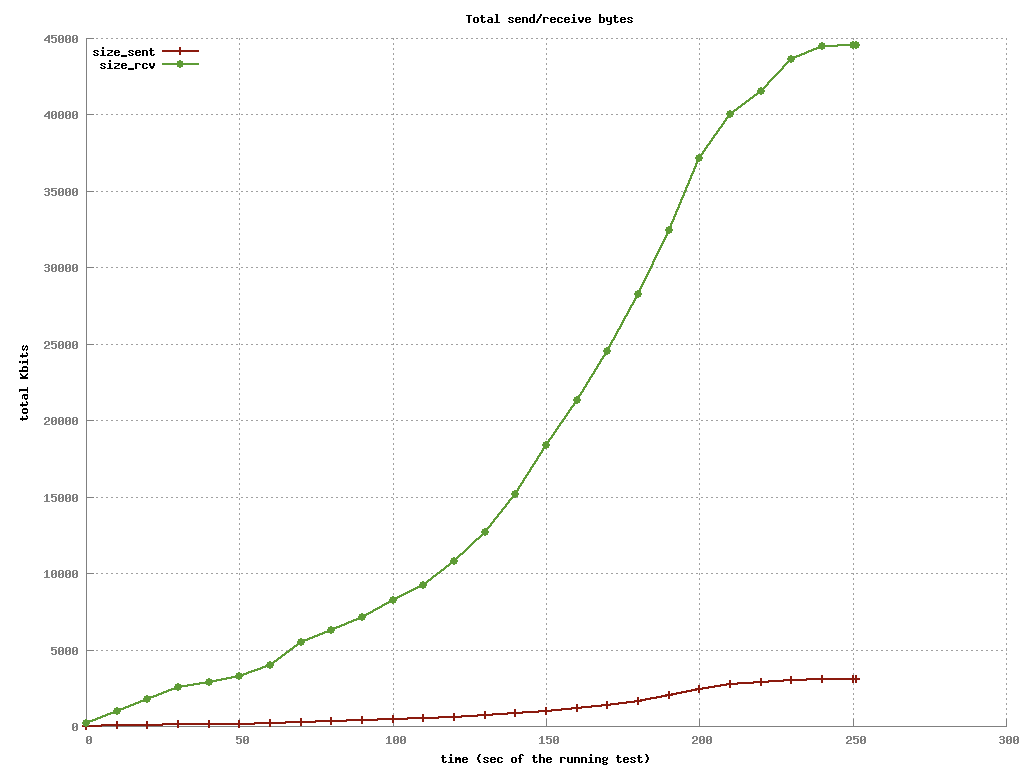 Total send/receive bytes
size_sent
size_rcv
45000
40000
35000
30000
25000
20000
15000
10000
5000
0
total Kbits
0 50 100 150 200 250 300
time (sec of the running test)